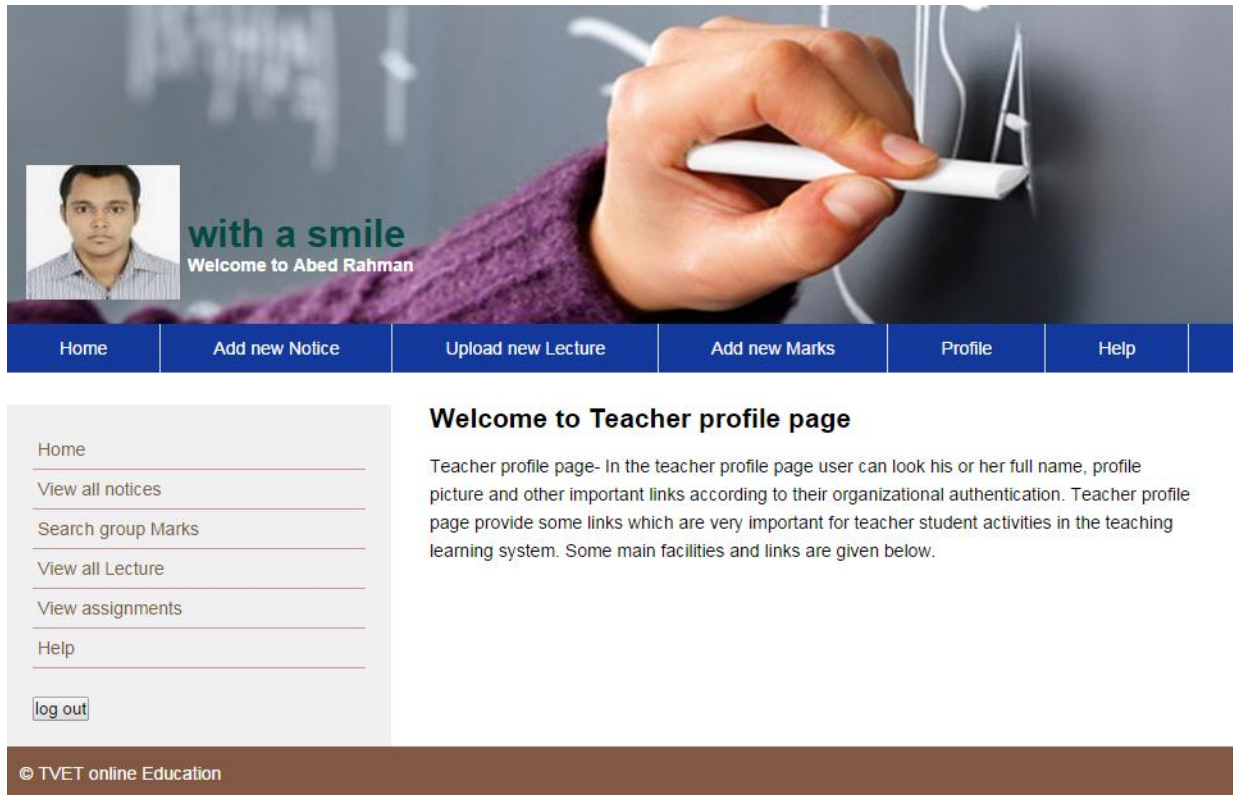 with a smile
Welcome to Abed Rahman
Home Add new Notice Upload new Lecture Add new Marks Profile Help
Home
View all notices
Search group Marks
View all Lecture
View assignments
Help
log out
Welcome to Teacher profile page
Teacher profile page- In the teacher profile page user can look his or her full name, profile
picture and other important links according to their organizational authentication. Teacher profile
page provide some links which are very important for teacher student activities in the teaching
learning system. Some main facilities and links are given below.
© TVET online Education